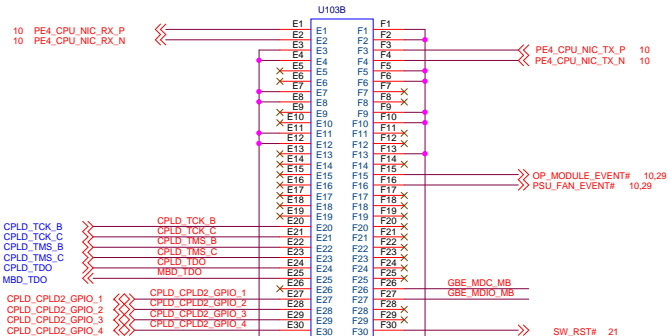 U103B
E1 E1 F1 F1
10 PE4_CPU_NIC_RX_P E2 E2 F2 F2
10 PE4_CPU_NIC_RX_N E3 E3 F3 F3 PE4_CPU_NIC_TX_P 10
E4 E4 F4 F4 PE4_CPU_NIC_TX_N 10
E5 E5 F5 F5
E6 E6 F6 F6
E7 E7 F7 F7
E8 E8 F8 F8
E9 E9 F9 F9
E10 E10 F10 F10
E11 E11 F11 F11
E12 E12 F12 F12
E13 E13 F13 F13
E14 E14 F14 F14
E15 E15 F15 F15 OP_MODULE_EVENT# 10,29
E16 E16 F16 F16 PSU_FAN_EVENT# 10,29
E17 E17 F17 F17
E18 E18 F18 F18
E19 E19 F19 F19
CPLD_TCK_B CPLD_TCK_B E20 E20 F20 F20
CPLD_TCK_C CPLD_TCK_C E21 E21 F21 F21
CPLD_TMS_B CPLD_TMS_B E22 E22 F22 F22
CPLD_TMS_C CPLD_TMS_C E23 E23 F23 F23
CPLD_TDO CPLD_TDO E24 E24 F24 F24
MBD_TDO MBD_TDO E25 E25 F25 F25
E26 E26 F26 F26 GBE_MDC_MB
CPLD_CPLD2_GPIO_1 CPLD_CPLD2_GPIO_1 E27 E27 F27 F27 GBE_MDIO_MB
CPLD_CPLD2_GPIO_2 CPLD_CPLD2_GPIO_2 E28 E28 F28 F28
CPLD_CPLD2_GPIO_3 CPLD_CPLD2_GPIO_3 E29 E29 F29 F29
CPLD_CPLD2_GPIO_4 CPLD_CPLD2_GPIO_4 E30 E30 F30 F30 SW_RST# 21